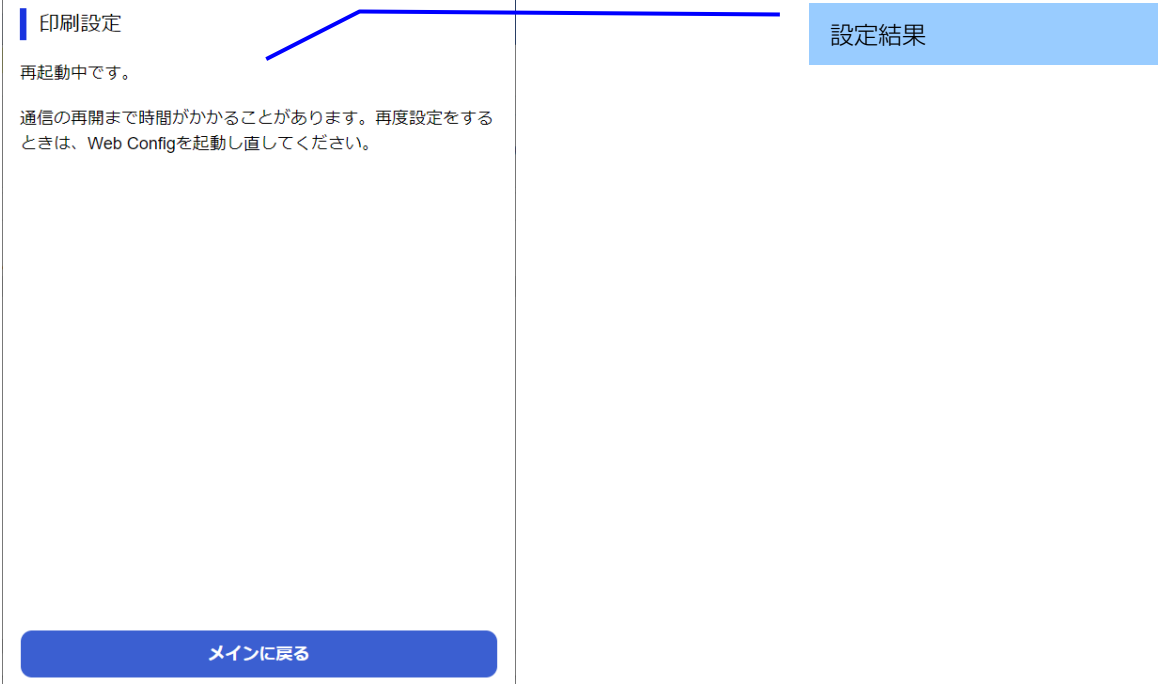 印刷設定
再起動中です。
通信の再開まで時間がかかることがあります。再度設定をする
ときは、Web Configを起動し直してください。
メインに戻る
設定結果